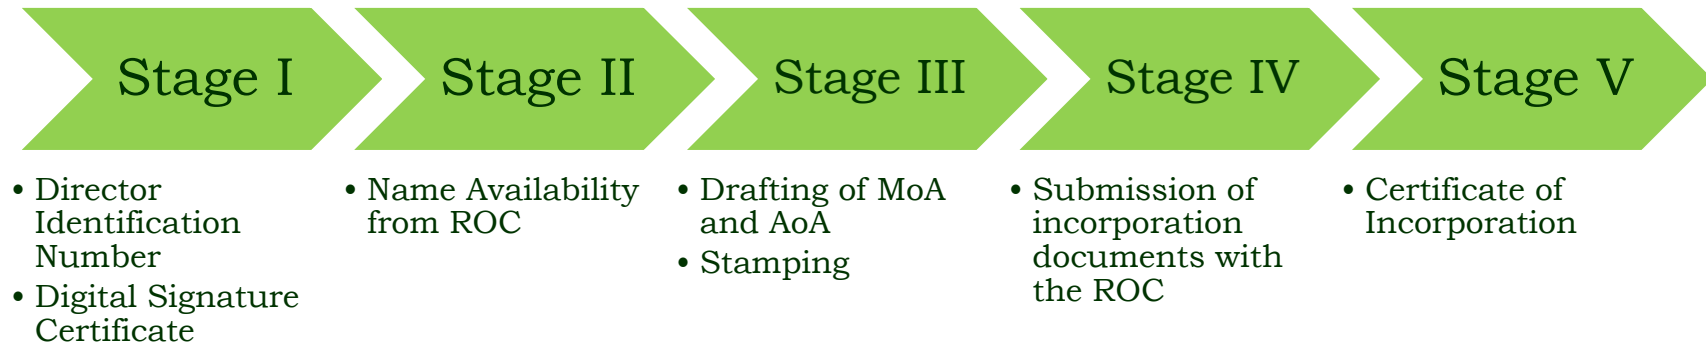 Stage I
Stage II
Stage III
Stage IV
Stage V
• Director
Identification
Number
• Digital Signature
Certificate
• Name Availability
from ROC
• Drafting of MoA
and AoA
• Stamping
• Submission of
incorporation
documents with
the ROC
• Certificate of
Incorporation